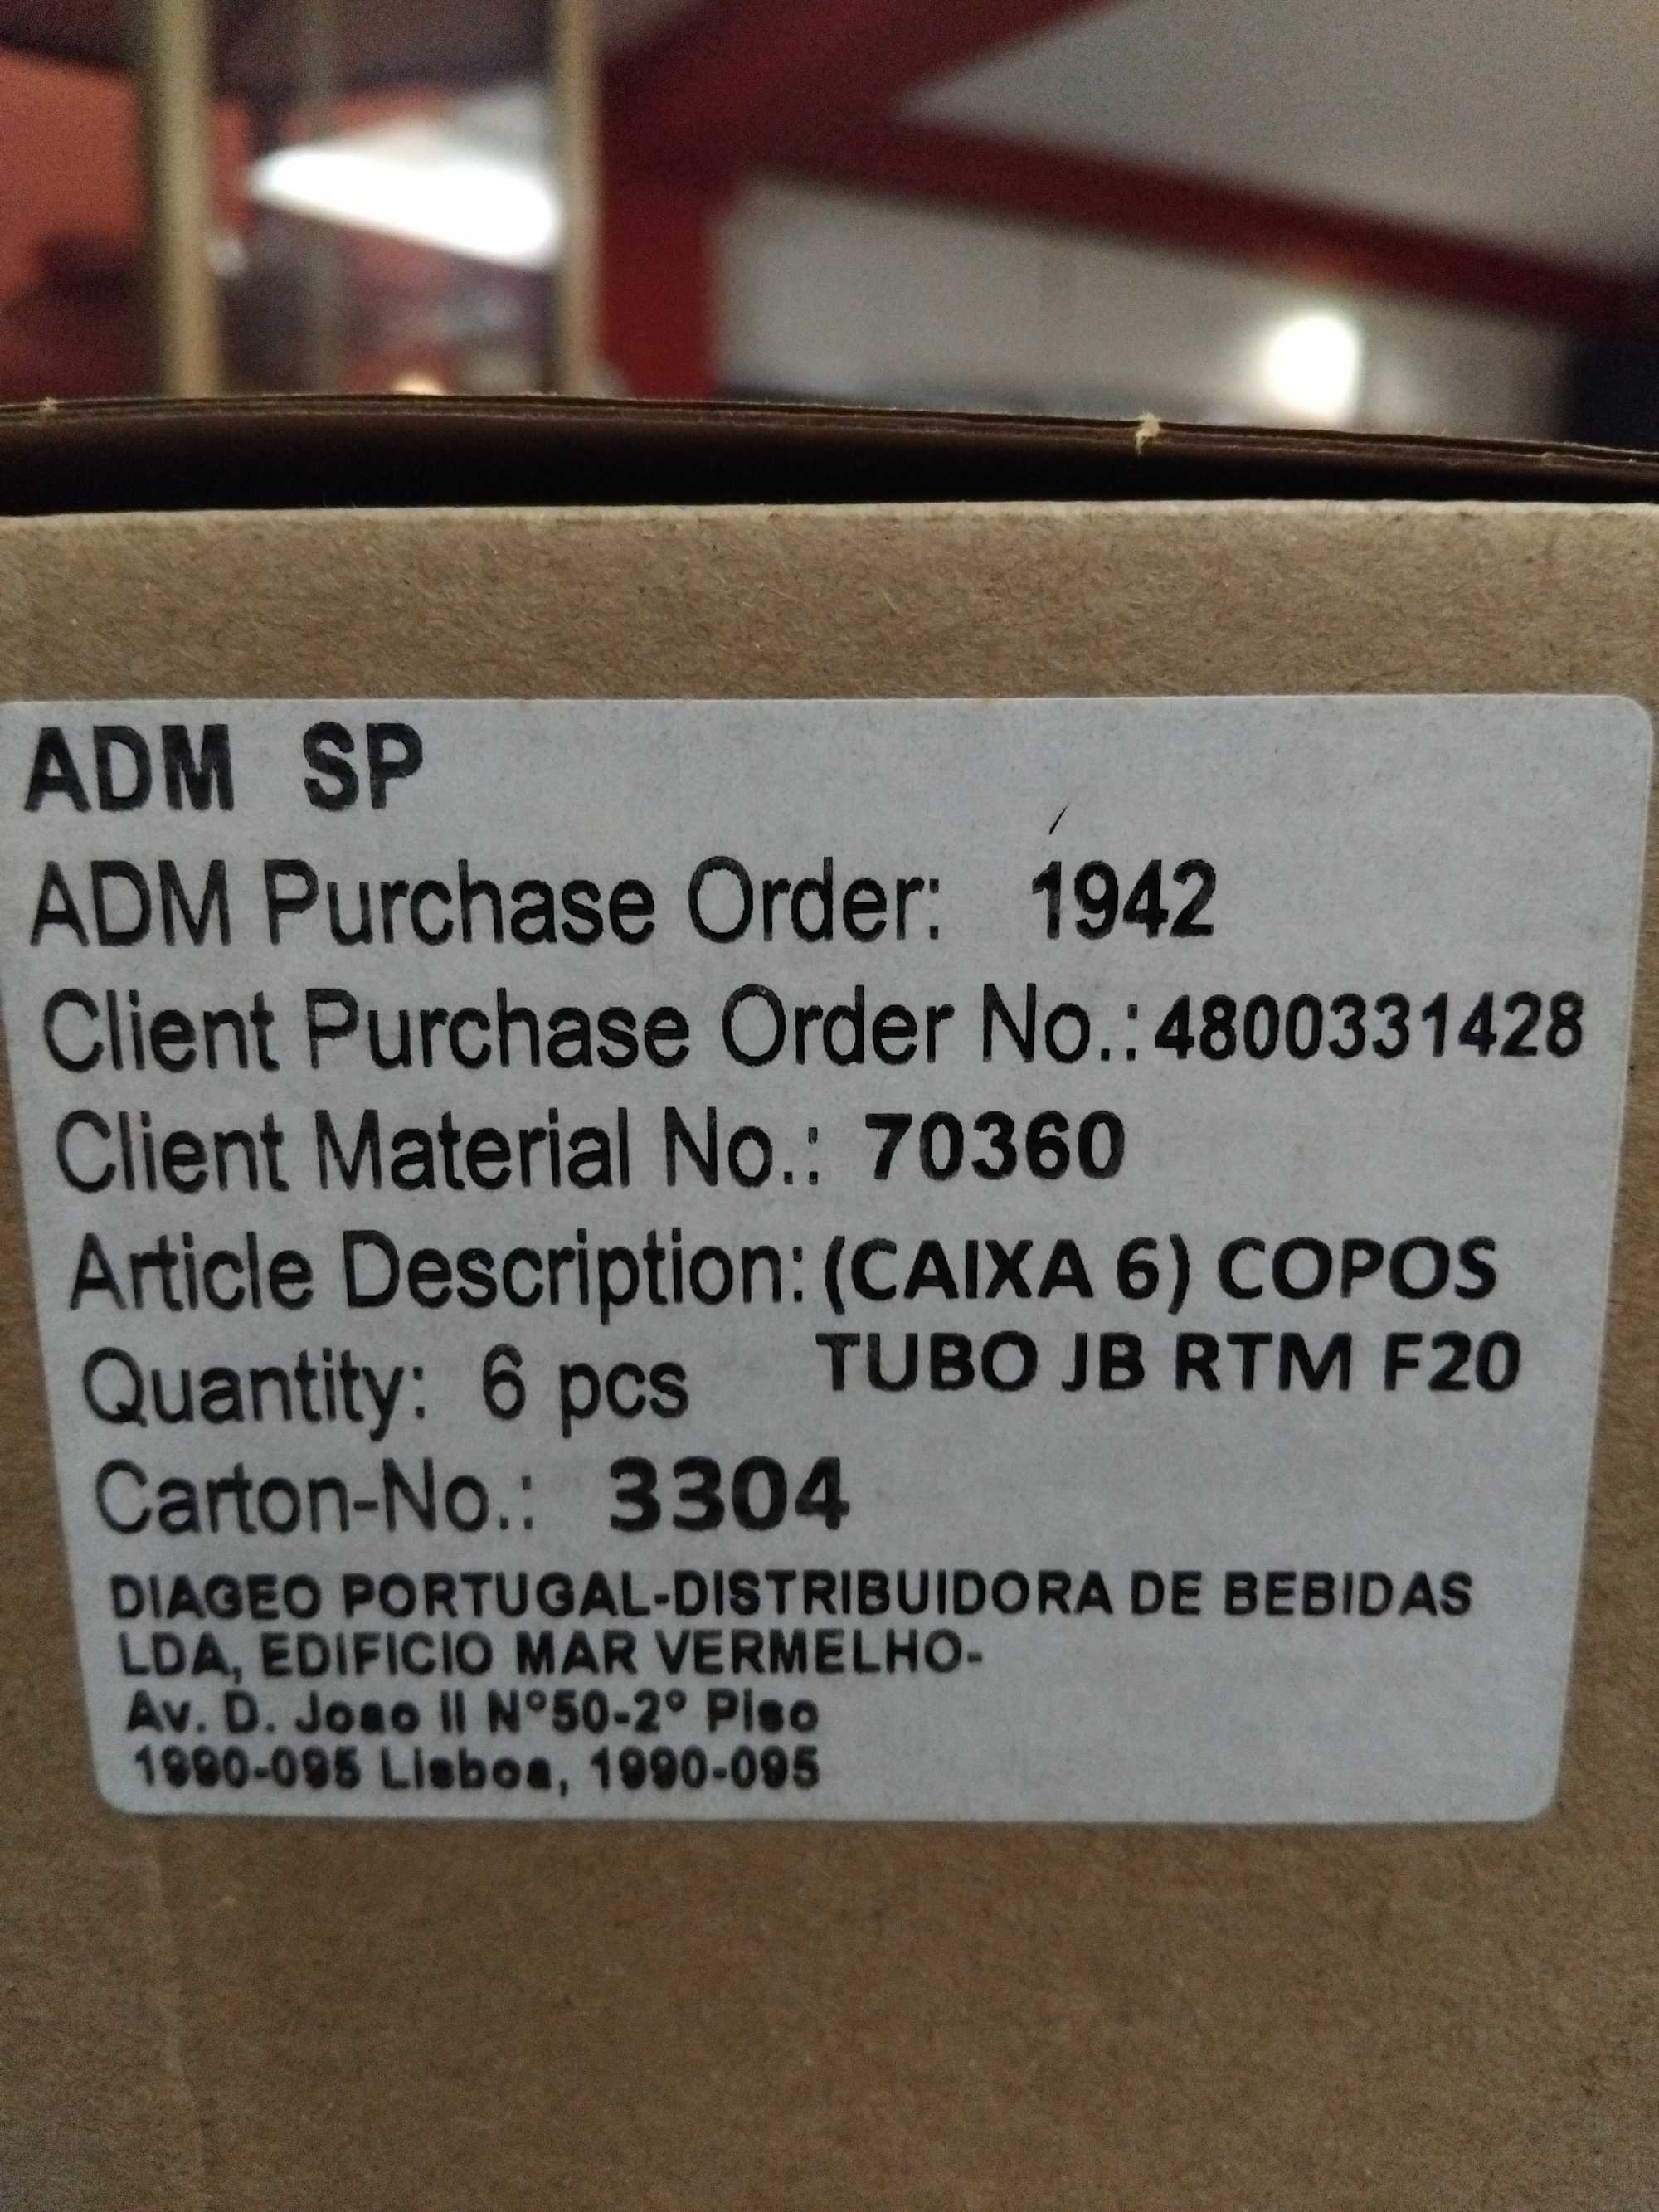 ADM SP
ADM Purchase Order: 1942
Client Purchase Order No.:4800331428
Client Material No.: 70360
Article Description:(CAIXA 6) COPOS
TUBO JB RTM F20
Quantity: 6 pcs
Carton-No.: 3304
DIAGEO PORTUGAL-DISTRIBUIDORA DE BEBIDAS
LDA, EDIFICIO MAR VERMELHO-
Av. D. Joao II Nº50-2º Piso
1990-095 Lisboa, 1990-095